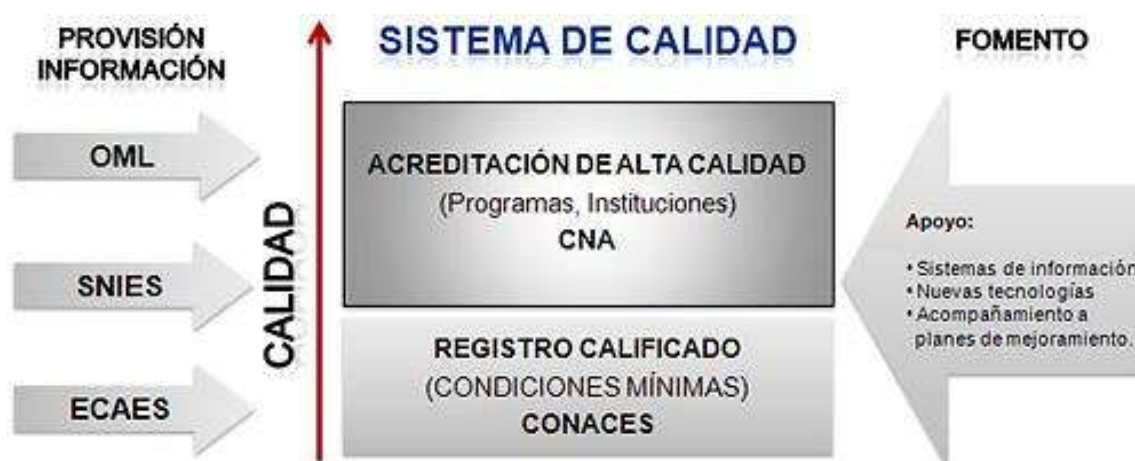 PROVISIÓN
INFORMACIÓN
OML
SNIES
ECAES
CALIDAD
SISTEMA DE CALIDAD
ACREDITACIÓN DE ALTA CALIDAD
(Programas, Instituciones)
CNA
REGISTRO CALIFICADO
(CONDICIONES MÍNIMAS)
CONACES
FOMENTO
Apoyo:
• Sistemas de información
• Nuevas tecnologías
• Acompañamiento a
planes de mejoramiento.